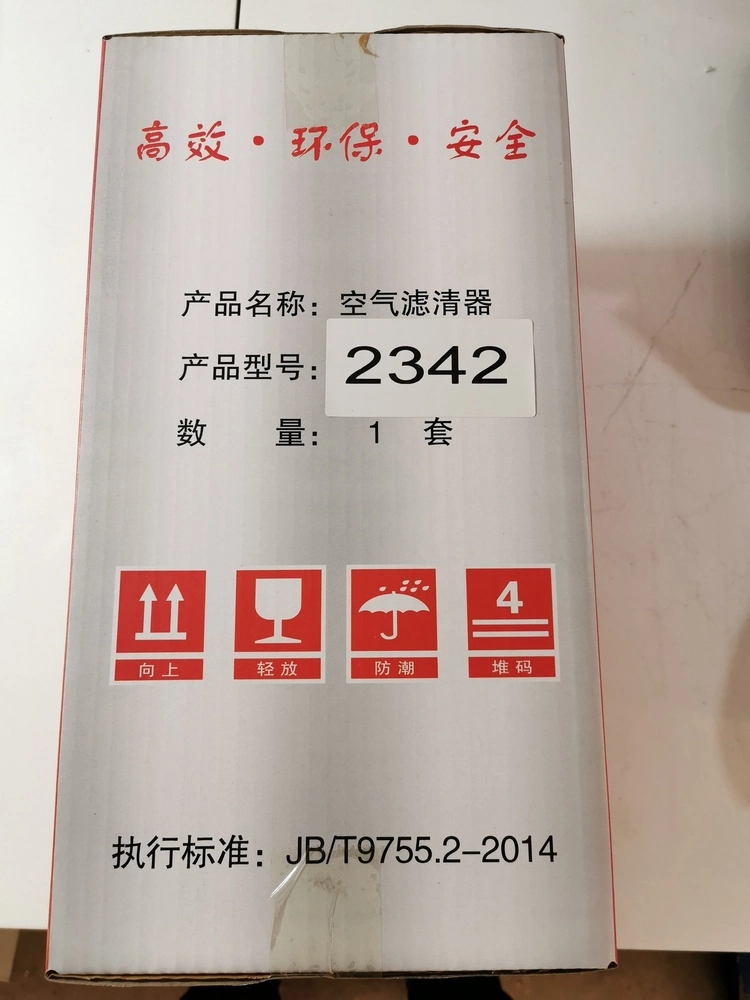 高效·环保·安全
产品名称：空气滤清器
产品型号：2342
数 量：1 套
4
向上 轻放 防潮 堆码
执行标准：JB/T9755.2-2014